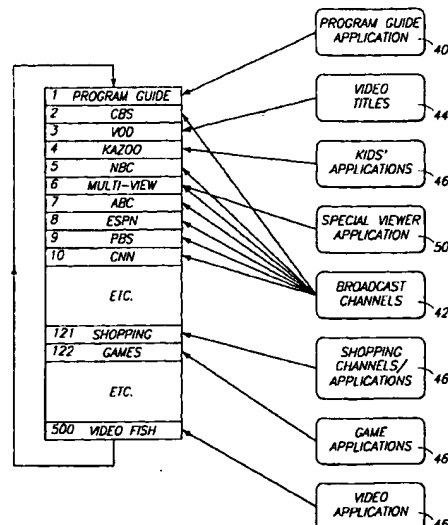 PROGRAM GUIDE
APPLICATION
40
1 PROGRAM GUIDE
2 CBS
3 VOD
4 KAZOO
5 NBC
6 MULTI-VIEW
7 ABC
8 ESPN
9 PBS
10 CNN
ETC.
121 SHOPPING
122 GAMES
ETC.
500 VIDEO FISH
VIDEO
TITLES
44
KIDS'
APPLICATIONS
46
SPECIAL VIEWER
APPLICATION
50
BROADCAST
CHANNELS
42
SHOPPING
CHANNELS/
APPLICATIONS
46
GAME
APPLICATIONS
46
VIDEO
APPLICATION